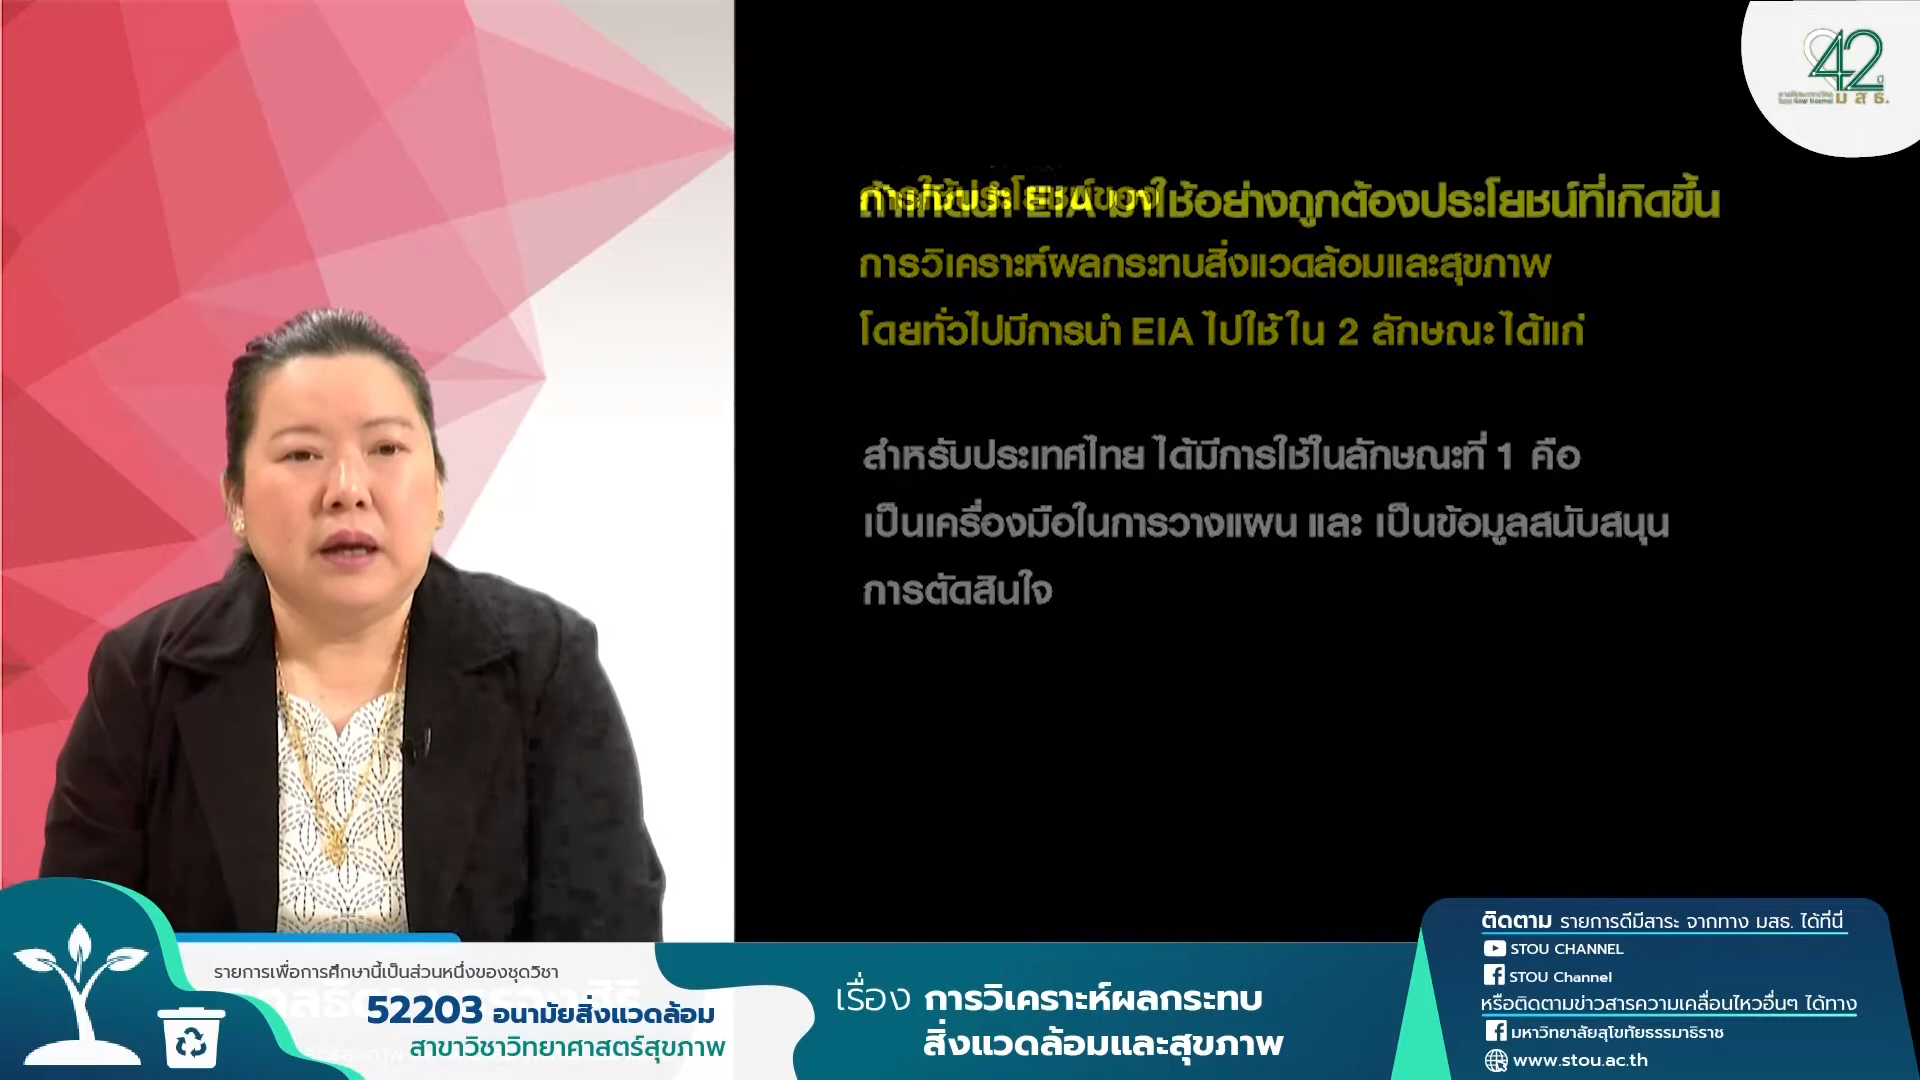 42
ปี
มสธ.
ถ้าเกิดนำ EIA มาใช้อย่างถูกต้องประโยชน์ที่เกิดขึ้น
การใช้ประโยชน์ของ
การวิเคราะห์ผลกระทบสิ่งแวดล้อมและสุขภาพ
โดยทั่วไปมีการนำ EIA ไปใช้ ใน 2 ลักษณะ ได้แก่
สำหรับประเทศไทย ได้มีการใช้ในลักษณะที่ 1 คือ
เป็นเครื่องมือในการวางแผน และ เป็นข้อมูลสนับสนุน
การตัดสินใจ
รายการเพื่อการศึกษานี้เป็นส่วนหนึ่งของชุดวิชา
52203 อนามัยสิ่งแวดล้อม
สาขาวิชาวิทยาศาสตร์สุขภาพ
เรื่อง การวิเคราะห์ผลกระทบ
สิ่งแวดล้อมและสุขภาพ
ติดตาม รายการดีมีสาระ จากทาง มสธ. ได้ที่นี่
STOU CHANNEL
STOU Channel
หรือติดตามข่าวสารความเคลื่อนไหวอื่นๆ ได้ทาง
มหาวิทยาลัยสุโขทัยธรรมาธิราช
www.stou.ac.th